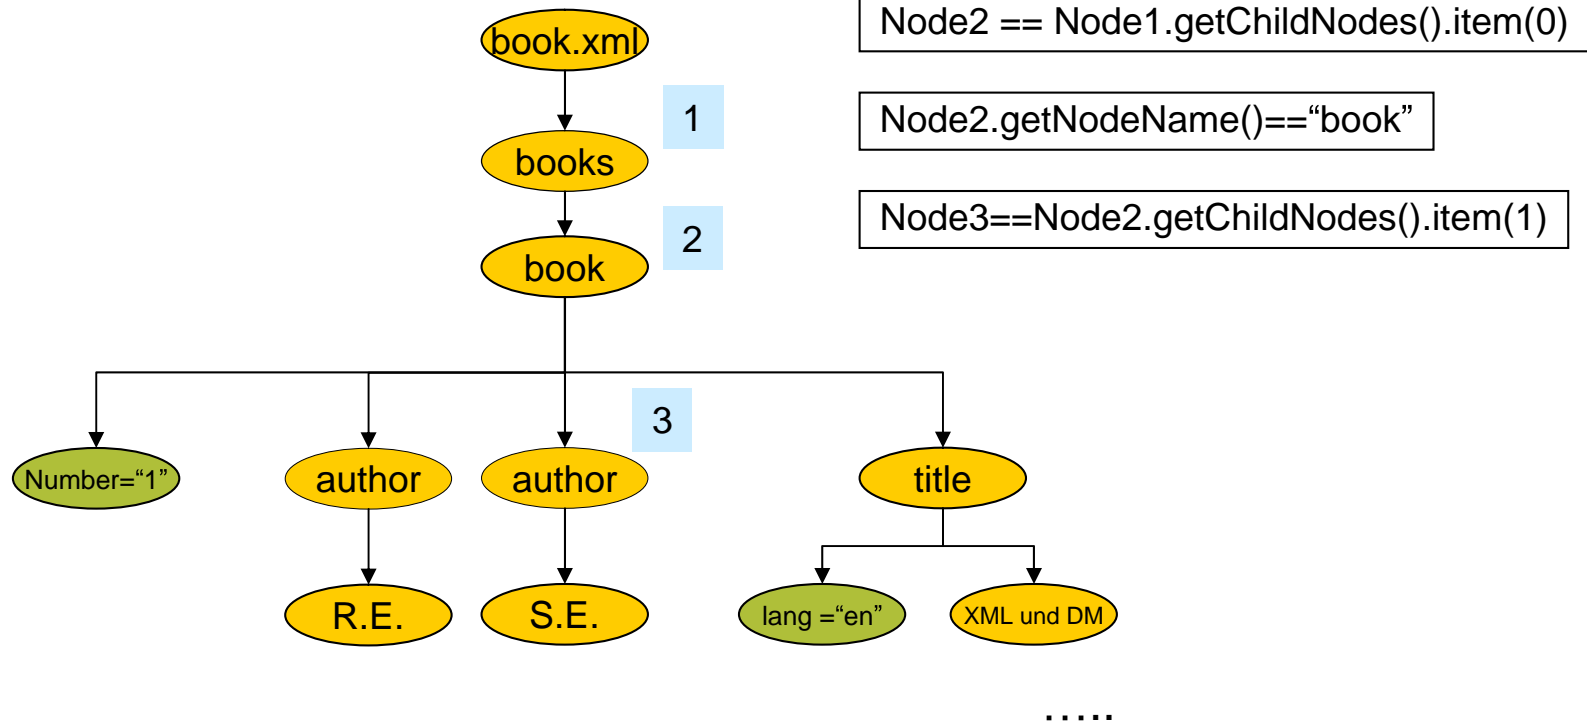 book.xml
Node2 == Node1.getChildNodes().item(0)
1
Node2.getNodeName()==“book”
books
2
Node3==Node2.getChildNodes().item(1)
book
3
Number=“1”
author
author
title
R.E.
S.E.
lang =“en”
XML und DM
.....